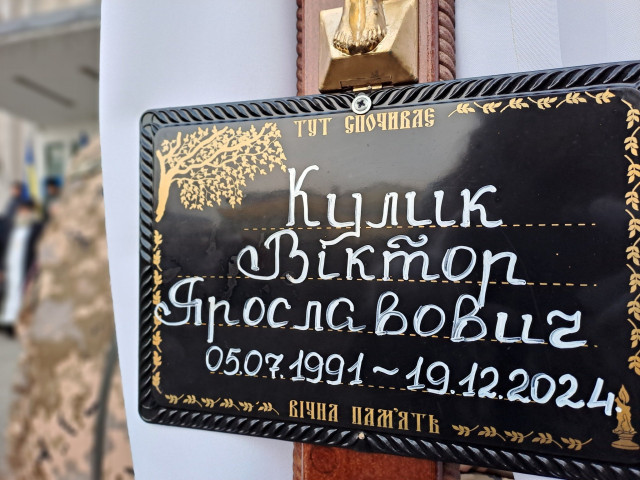 ТУТ СПОЧИВАЄ
Кулик
Віктор
Ярославович
05.07.1991~19.12.2024.
ВІЧНА ПАМ'ЯТЬ